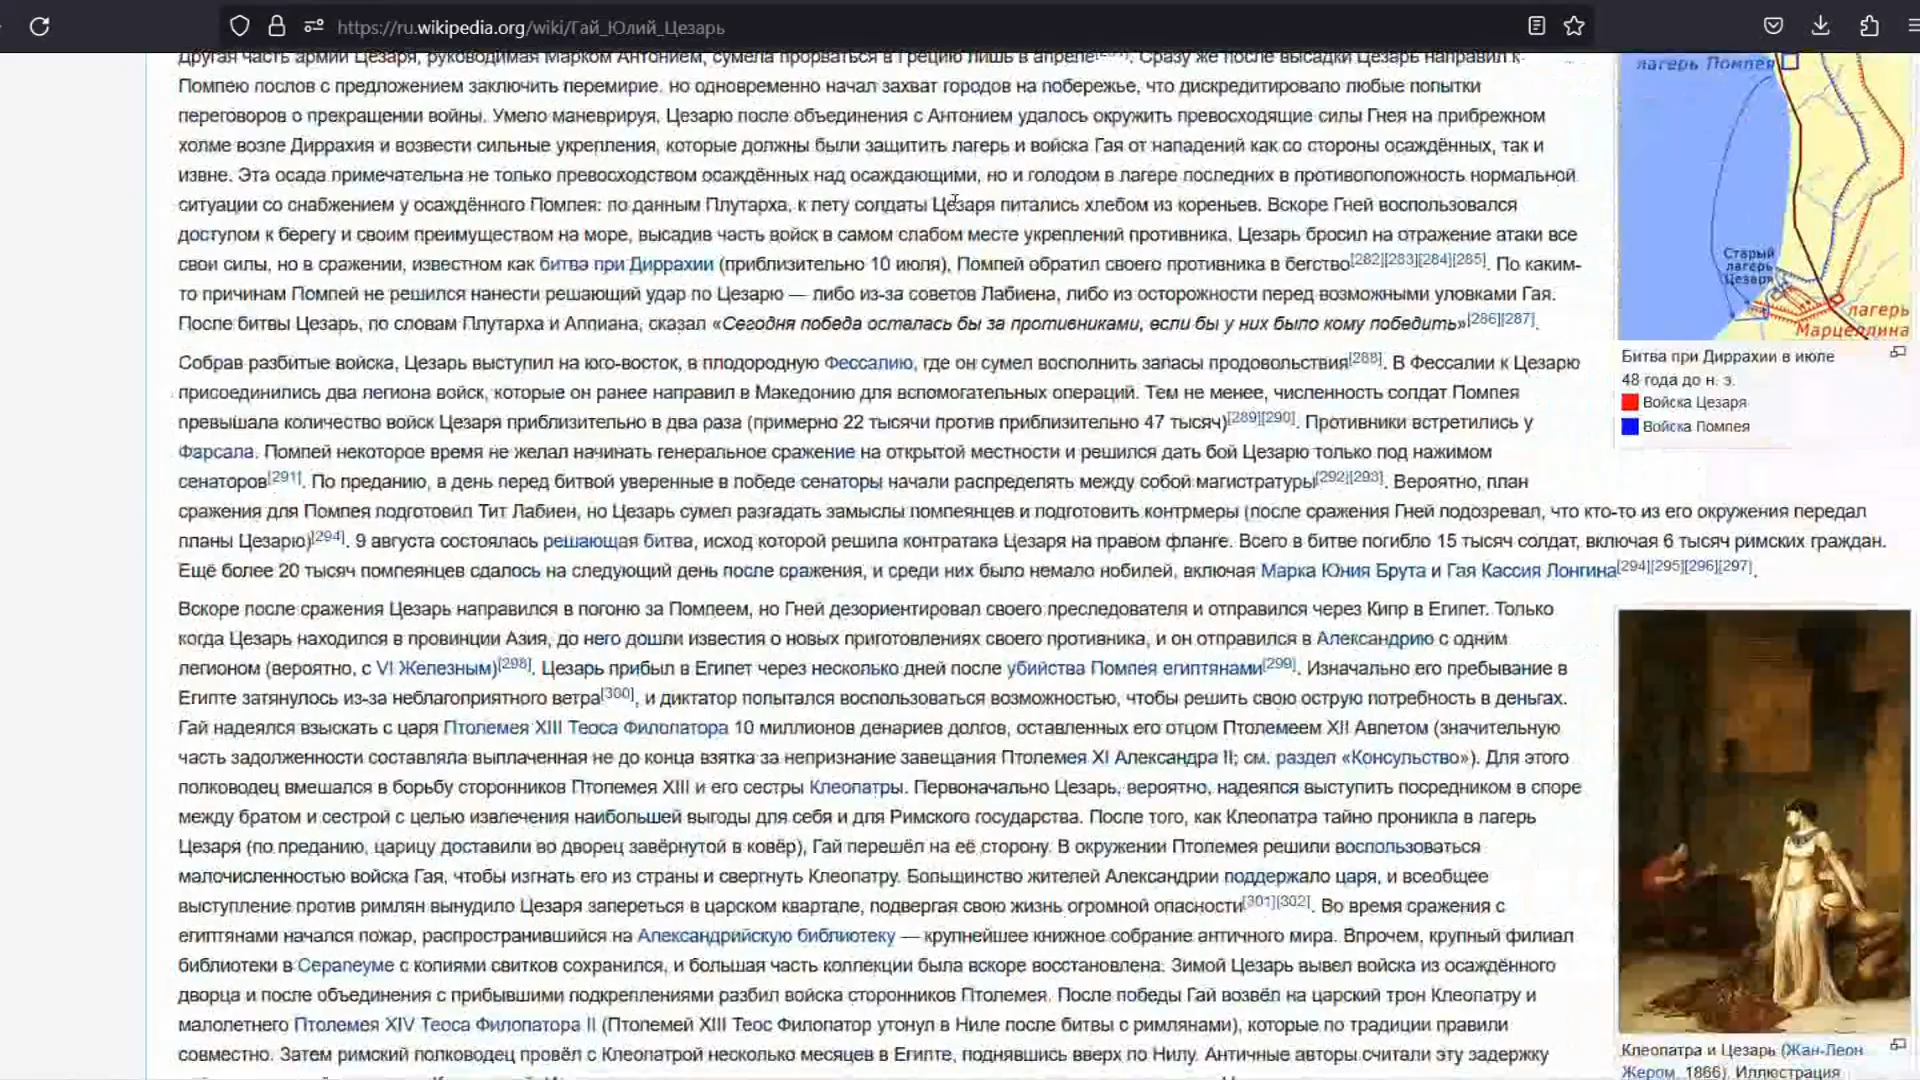 https://ru.wikipedia.org/wiki/Гай_Юлий_Цезарь
Другая часть армии Цезаря, руководимая Марком Антонием, сумела прорваться в Грецию лишь в апреле. Сразу же после высадки Цезарь направил к
Помпею послов с предложением заключить перемирие, но одновременно начал захват городов на побережье, что дискредитировало любые попытки
переговоров о прекращении войны. Умело маневрируя, Цезарю после объединения с Антонием удалось окружить превосходящие силы Гнея на прибрежном
холме возле Диррахия и возвести сильные укрепления, которые должны были защитить лагерь и войска Гая от нападений как со стороны осаждённых, так и
извне. Эта осада примечательна не только превосходством осаждённых над осаждающими, но и голодом в лагере последних в противоположность нормальной
ситуации со снабжением у осаждённого Помпея: по данным Плутарха, к лету солдаты Цезаря питались хлебом из кореньев. Вскоре Гней воспользовался
доступом к берегу и своим преимуществом на море, высадив часть войск в самом слабом месте укреплений противника. Цезарь бросил на отражение атаки все
свои силы, но в сражении, известном как битва при Диррахии (приблизительно 10 июля), Помпей обратил своего противника в бегство[282][283][284][285]. По каким-
то причинам Помпей не решился нанести решающий удар по Цезарю — либо из-за советов Лабиена, либо из осторожности перед возможными уловками Гая.
После битвы Цезарь, по словам Плутарха и Аппиана, сказал «Сегодня победа осталась бы за противниками, если бы у них было кому победить»[286][287].
Собрав разбитые войска, Цезарь выступил на юго-восток, в плодородную Фессалию, где он сумел восполнить запасы продовольствия[288]. В Фессалии к Цезарю
присоединились два легиона войск, которые он ранее направил в Македонию для вспомогательных операций. Тем не менее, численность солдат Помпея
превышала количество войск Цезаря приблизительно в два раза (примерно 22 тысячи против приблизительно 47 тысяч)[289][290]. Противники встретились у
Фарсала. Помпей некоторое время не желал начинать генеральное сражение на открытой местности и решился дать бой Цезарю только под нажимом
сенаторов[291]. По преданию, в день перед битвой уверенные в победе сенаторы начали распределять между собой магистратуры[292][293]. Вероятно, план
сражения для Помпея подготовил Тит Лабиен, но Цезарь сумел разгадать замыслы помпеянцев и подготовить контрмеры (после сражения Гней подозревал, что кто-то из его окружения передал
планы Цезарю)[294]. 9 августа состоялась решающая битва, исход которой решила контратака Цезаря на правом фланге. Всего в битве погибло 15 тысяч солдат, включая 6 тысяч римских граждан.
Ещё более 20 тысяч помпеянцев сдалось на следующий день после сражения, и среди них было немало нобилей, включая Марка Юния Брута и Гая Кассия Лонгина[294][295][296][297].
Вскоре после сражения Цезарь направился в погоню за Помпеем, но Гней дезориентировал своего преследователя и отправился через Кипр в Египет. Только
когда Цезарь находился в провинции Азия, до него дошли известия о новых приготовлениях своего противника, и он отправился в Александрию с одним
легионом (вероятно, с VI Железным)[298]. Цезарь прибыл в Египет через несколько дней после убийства Помпея египтянами[299]. Изначально его пребывание в
Египте затянулось из-за неблагоприятного ветра[300], и диктатор попытался воспользоваться возможностью, чтобы решить свою острую потребность в деньгах.
Гай надеялся взыскать с царя Птолемея XIII Теоса Филопатора 10 миллионов денариев долгов, оставленных его отцом Птолемеем XII Авлетом (значительную
часть задолженности составляла выплаченная не до конца взятка за непризнание завещания Птолемея XI Александра II; см. раздел «Консульство»). Для этого
полководец вмешался в борьбу сторонников Птолемея XIII и его сестры Клеопатры. Первоначально Цезарь, вероятно, надеялся выступить посредником в споре
между братом и сестрой с целью извлечения наибольшей выгоды для себя и для Римского государства. После того, как Клеопатра тайно проникла в лагерь
Цезаря (по преданию, царицу доставили во дворец завёрнутой в ковёр), Гай перешёл на её сторону. В окружении Птолемея решили воспользоваться
малочисленностью войска Гая, чтобы изгнать его из страны и свергнуть Клеопатру. Большинство жителей Александрии поддержало царя, и всеобщее
выступление против римлян вынудило Цезаря запереться в царском квартале, подвергая свою жизнь огромной опасности[301][302]. Во время сражения с
египтянами начался пожар, распространившийся на Александрийскую библиотеку — крупнейшее книжное собрание античного мира. Впрочем, крупный филиал
библиотеки в Серапеуме с копиями свитков сохранился, и большая часть коллекции была вскоре восстановлена. Зимой Цезарь вывел войска из осаждённого
дворца и после объединения с прибывшими подкреплениями разбил войска сторонников Птолемея. После победы Гай возвёл на царский трон Клеопатру и
малолетнего Птолемея XIV Теоса Филопатора II (Птолемей XIII Теос Филопатор утонул в Ниле после битвы с римлянами), которые по традиции правили
совместно. Затем римский полководец провёл с Клеопатрой несколько месяцев в Египте, поднявшись вверх по Нилу. Античные авторы считали эту задержку
лагерь Помпея
Старый
лагерь
Цезаря
лагерь
Марцеллина
Битва при Диррахии в июле
48 года до н. э.
Войска Цезаря
Войска Помпея
Клеопатра и Цезарь (Жан-Леон
Жером, 1866). Иллюстрация